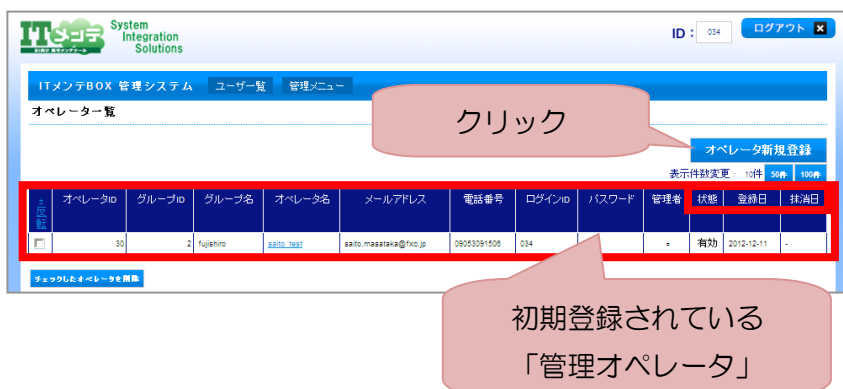 ITメンテ System Integration Solutions
ID： 034 ログアウト
ITメンテBOX 管理システム ユーザ一覧 管理メニュー
オペレーター覧
クリック
オペレータ新規登録
表示件数変更： 10件 50件 100件
±反転 オペレータID グループID グループ名 オペレータ名 メールアドレス 電話番号 ログインID パスワード 管理者 状態 登録日 抹消日
30 2 fujishiro saito_test saito.masataka@fxo.jp 09053091506 034 有効 2012-12-11 -
チェックしたオペレータを削除
初期登録されている
「管理オペレータ」